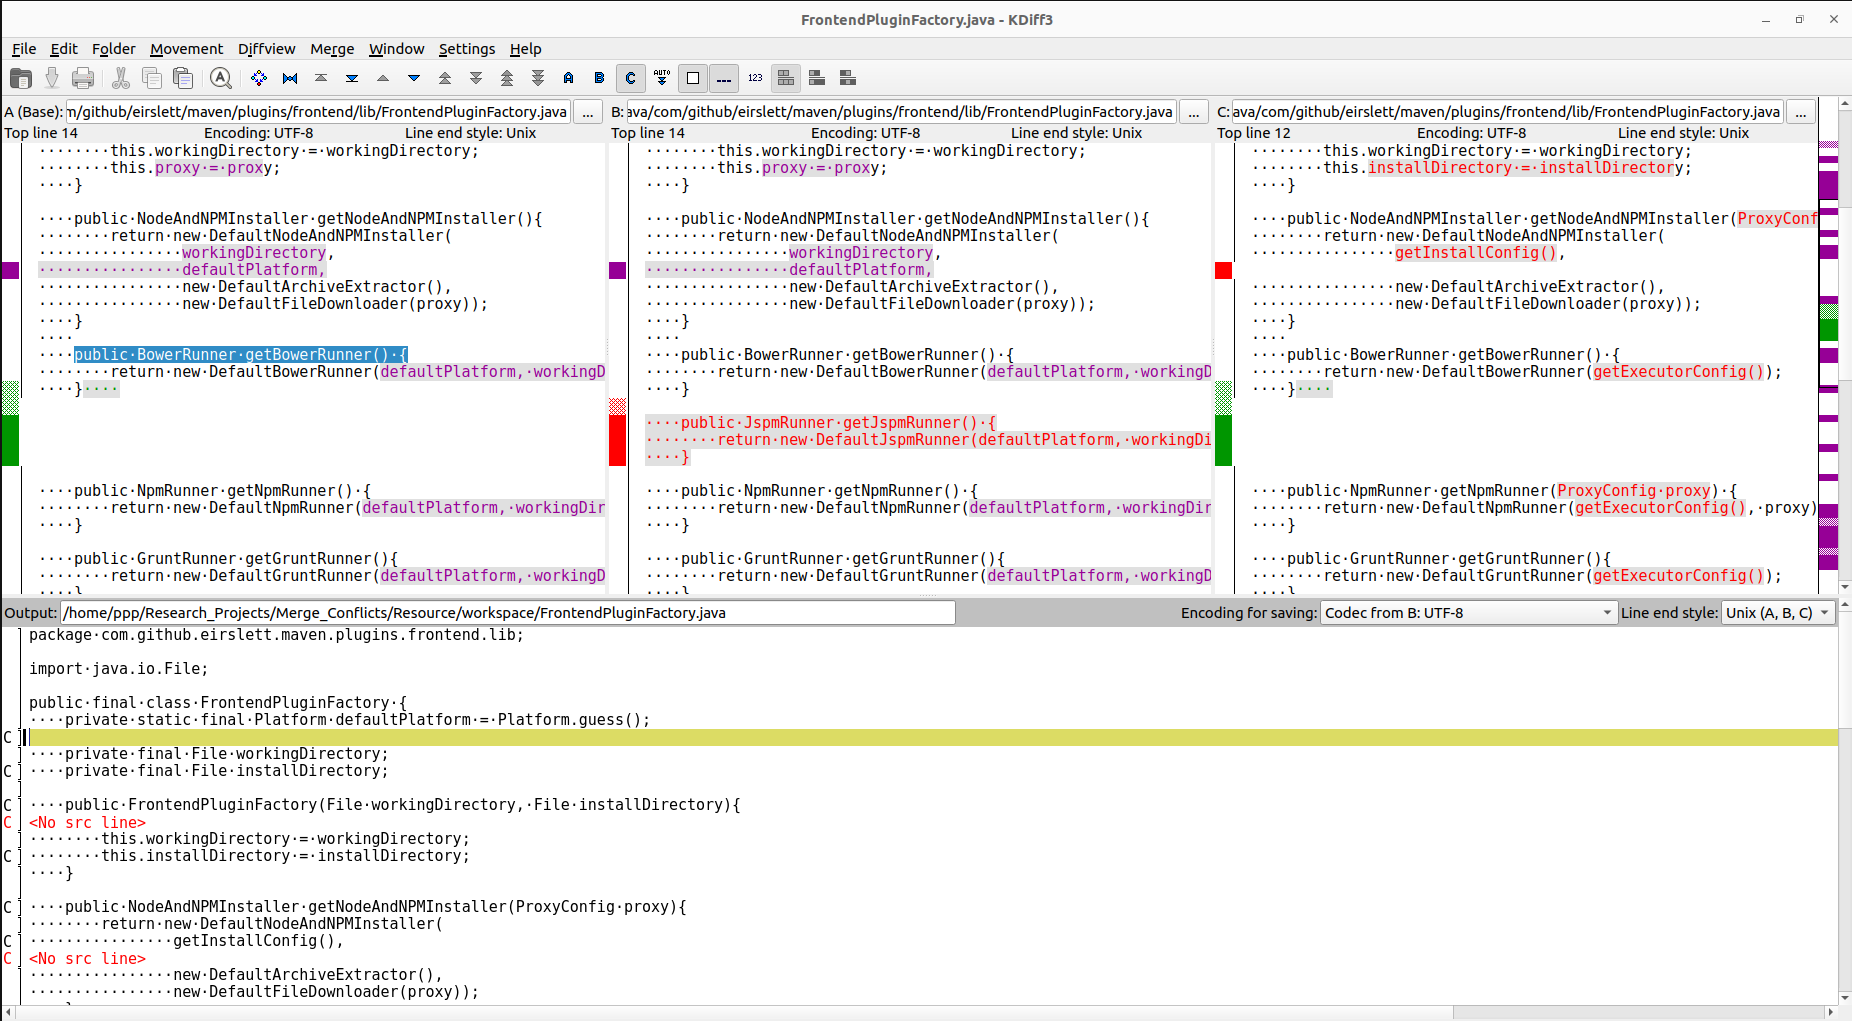 FrontendPluginFactory.java - KDiff3
File Edit Folder Movement Diffview Merge Window Settings Help
A B C AUTO 123
A (Base): n/github/eirslett/maven/plugins/frontend/lib/FrontendPluginFactory.java ...
Top line 14 Encoding: UTF-8 Line end style: Unix
········this.workingDirectory·=·workingDirectory;
········this.proxy·=·proxy;
····}
····public·NodeAndNPMInstaller·getNodeAndNPMInstaller(){
········return·new·DefaultNodeAndNPMInstaller(
················workingDirectory,
················defaultPlatform,
················new·DefaultArchiveExtractor(),
················new·DefaultFileDownloader(proxy));
····}
····
····public·BowerRunner·getBowerRunner()·{
········return·new·DefaultBowerRunner(defaultPlatform,·workingD
····}····
····public·NpmRunner·getNpmRunner()·{
········return·new·DefaultNpmRunner(defaultPlatform,·workingDir
····}
····public·GruntRunner·getGruntRunner(){
········return·new·DefaultGruntRunner(defaultPlatform,·workingD
····}
B: ava/com/github/eirslett/maven/plugins/frontend/lib/FrontendPluginFactory.java ...
Top line 14 Encoding: UTF-8 Line end style: Unix
········this.workingDirectory·=·workingDirectory;
········this.proxy·=·proxy;
····}
····public·NodeAndNPMInstaller·getNodeAndNPMInstaller(){
········return·new·DefaultNodeAndNPMInstaller(
················workingDirectory,
················defaultPlatform,
················new·DefaultArchiveExtractor(),
················new·DefaultFileDownloader(proxy));
····}
····
····public·BowerRunner·getBowerRunner()·{
········return·new·DefaultBowerRunner(defaultPlatform,·workingD
····}
····public·JspmRunner·getJspmRunner()·{
········return·new·DefaultJspmRunner(defaultPlatform,·workingDi
····}
····public·NpmRunner·getNpmRunner()·{
········return·new·DefaultNpmRunner(defaultPlatform,·workingDir
····}
····public·GruntRunner·getGruntRunner(){
········return·new·DefaultGruntRunner(defaultPlatform,·workingD
····}
C: ava/com/github/eirslett/maven/plugins/frontend/lib/FrontendPluginFactory.java ...
Top line 12 Encoding: UTF-8 Line end style: Unix
········this.workingDirectory·=·workingDirectory;
········this.installDirectory·=·installDirectory;
····}
····public·NodeAndNPMInstaller·getNodeAndNPMInstaller(ProxyConf
········return·new·DefaultNodeAndNPMInstaller(
················getInstallConfig(),
················new·DefaultArchiveExtractor(),
················new·DefaultFileDownloader(proxy));
····}
····
····public·BowerRunner·getBowerRunner()·{
········return·new·DefaultBowerRunner(getExecutorConfig());
····}····
····public·NpmRunner·getNpmRunner(ProxyConfig·proxy)·{
········return·new·DefaultNpmRunner(getExecutorConfig(),·proxy)
····}
····public·GruntRunner·getGruntRunner(){
········return·new·DefaultGruntRunner(getExecutorConfig());
····}
Output: /home/ppp/Research_Projects/Merge_Conflicts/Resource/workspace/FrontendPluginFactory.java Encoding for saving: Codec from B: UTF-8 Line end style: Unix (A, B, C)
package·com.github.eirslett.maven.plugins.frontend.lib;
import·java.io.File;
public·final·class·FrontendPluginFactory·{
····private·static·final·Platform·defaultPlatform·=·Platform.guess();
C
····private·final·File·workingDirectory;
C ····private·final·File·installDirectory;
C ····public·FrontendPluginFactory(File·workingDirectory,·File·installDirectory){
C <No src line>
········this.workingDirectory·=·workingDirectory;
C ········this.installDirectory·=·installDirectory;
····}
C ····public·NodeAndNPMInstaller·getNodeAndNPMInstaller(ProxyConfig·proxy){
········return·new·DefaultNodeAndNPMInstaller(
C ················getInstallConfig(),
C <No src line>
················new·DefaultArchiveExtractor(),
················new·DefaultFileDownloader(proxy));